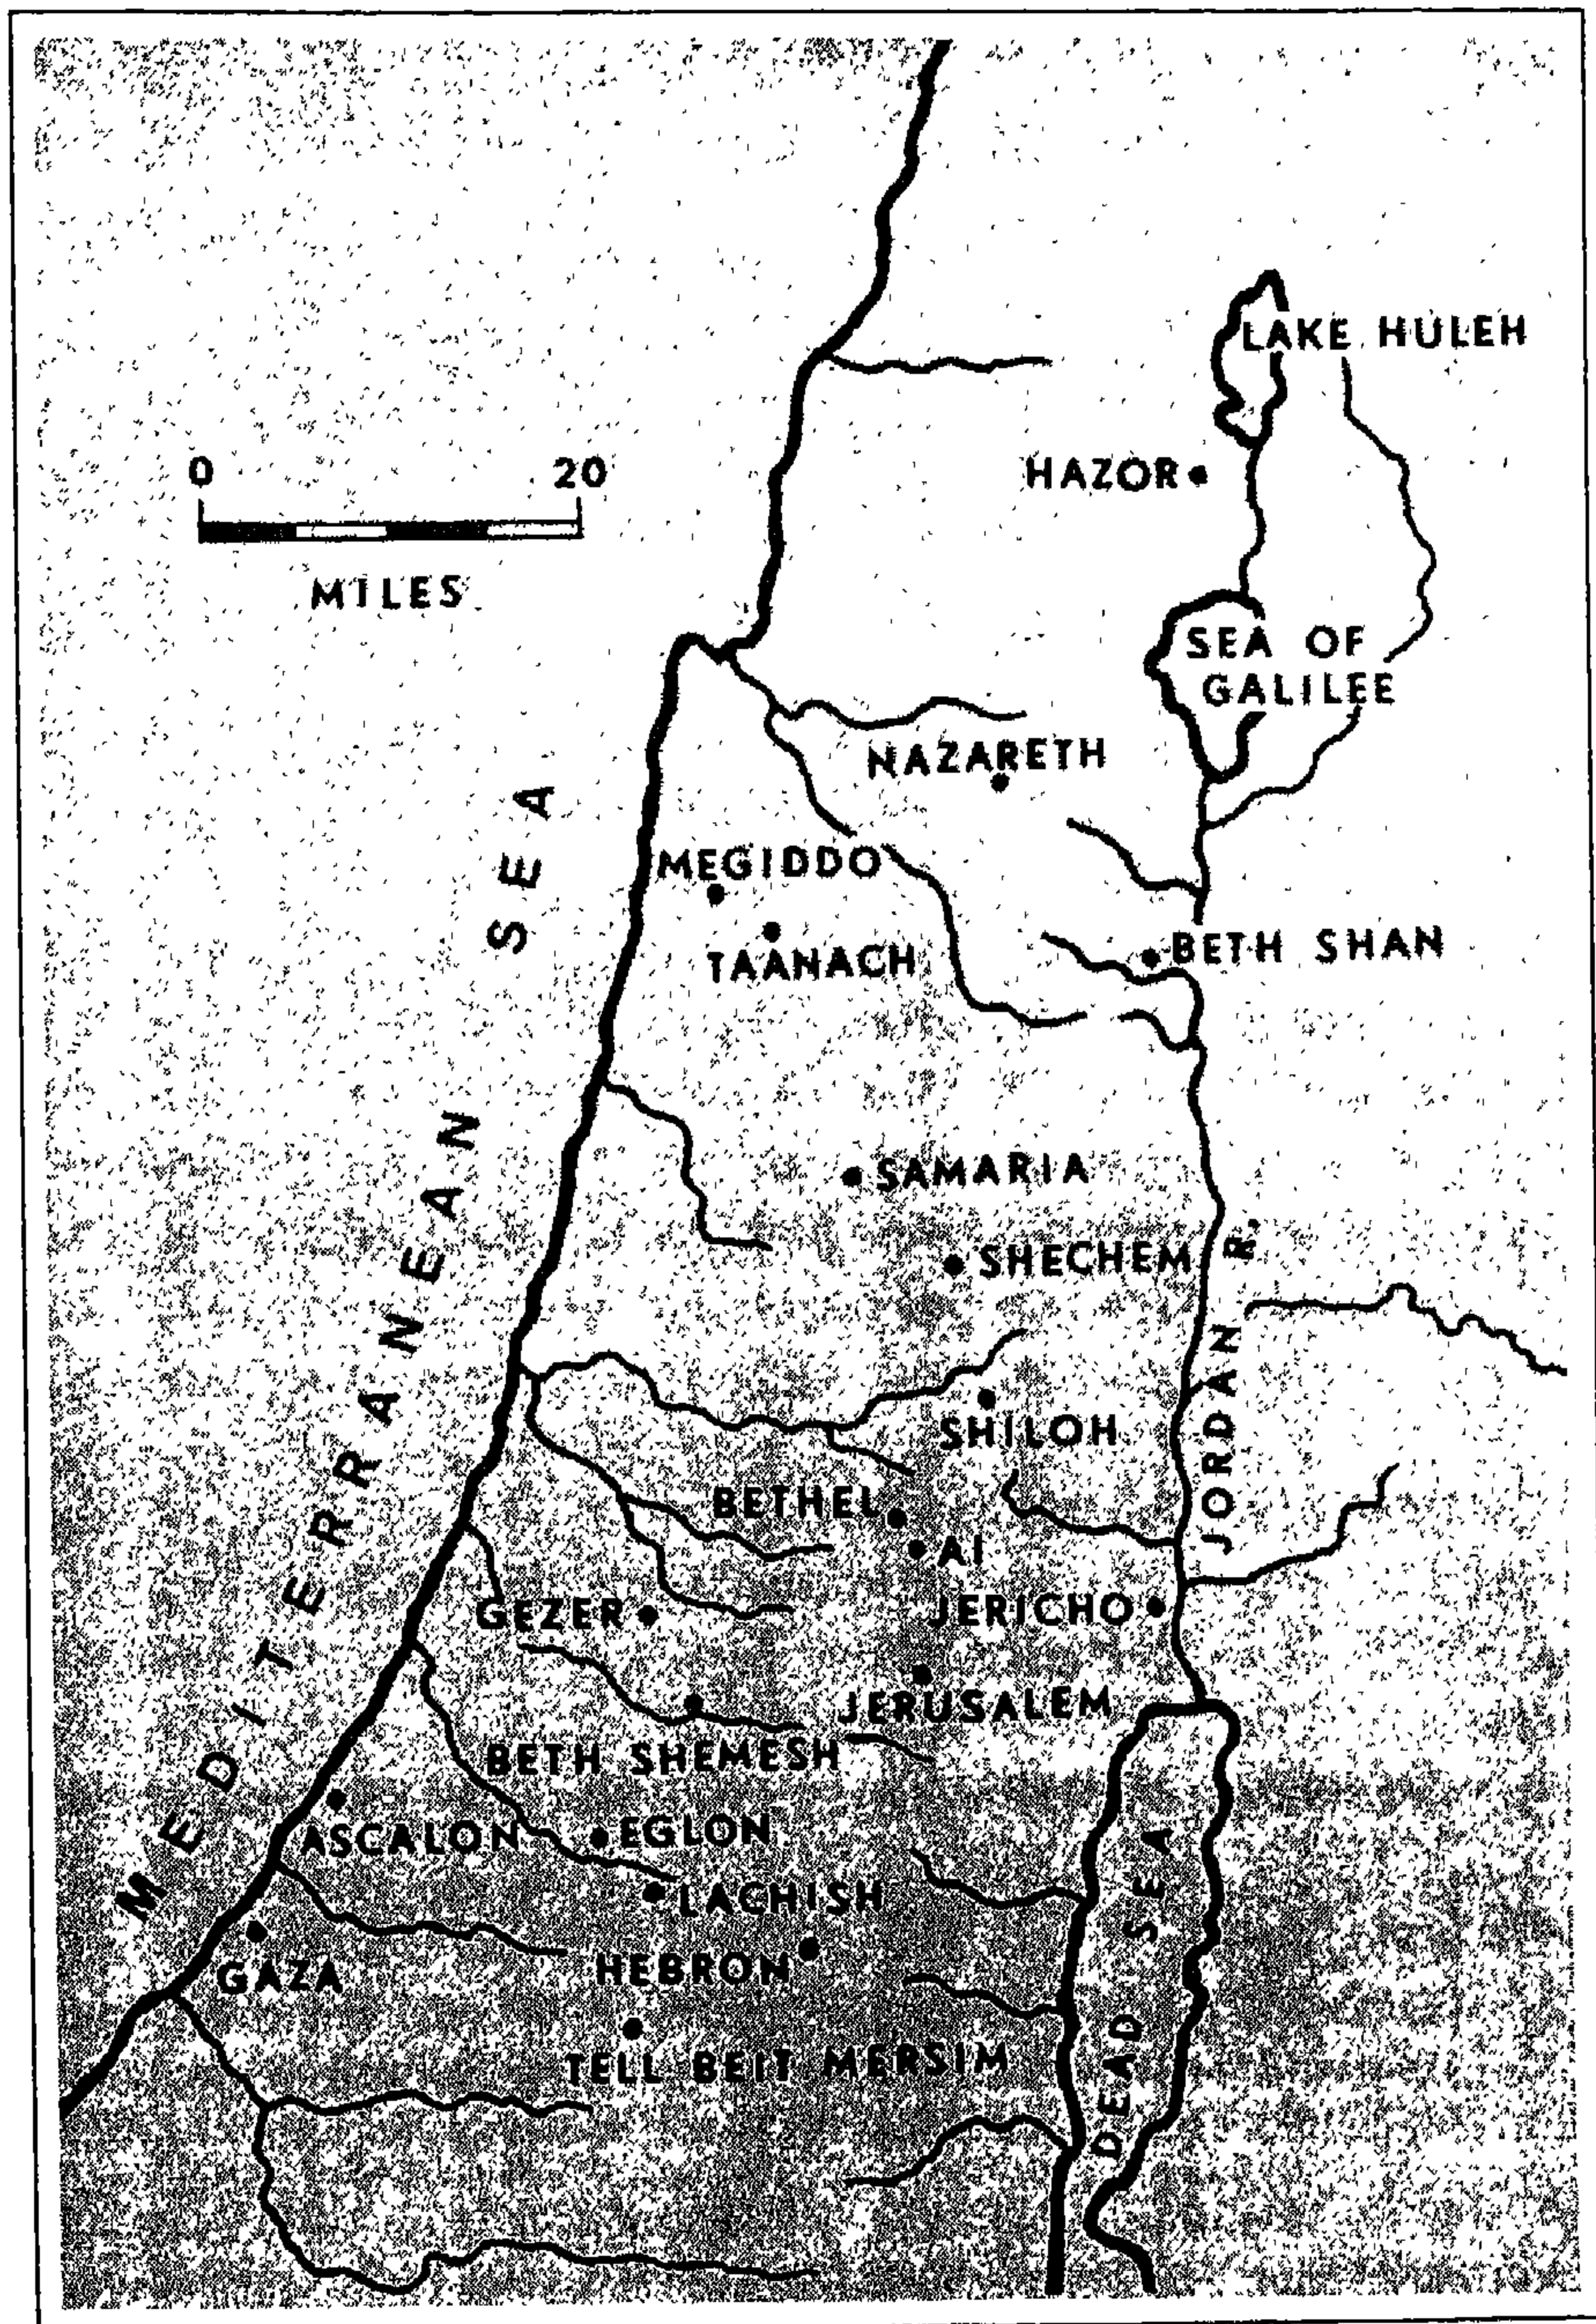 LAKE HULEH
HAZOR
0 20
MILES
SEA OF
GALILEE
NAZARETH
MEGIDDO
TAANACH
BETH SHAN
MEDITERRANEAN SEA
SAMARIA
SHECHEM
JORDAN R.
SHILOH
BETHEL
AI
GEZER
JERICHO
JERUSALEM
BETH SHEMESH
ASCALON
EGLON
LACHISH
HEBRON
GAZA
TELL BEIT MERSIM
DEAD SEA